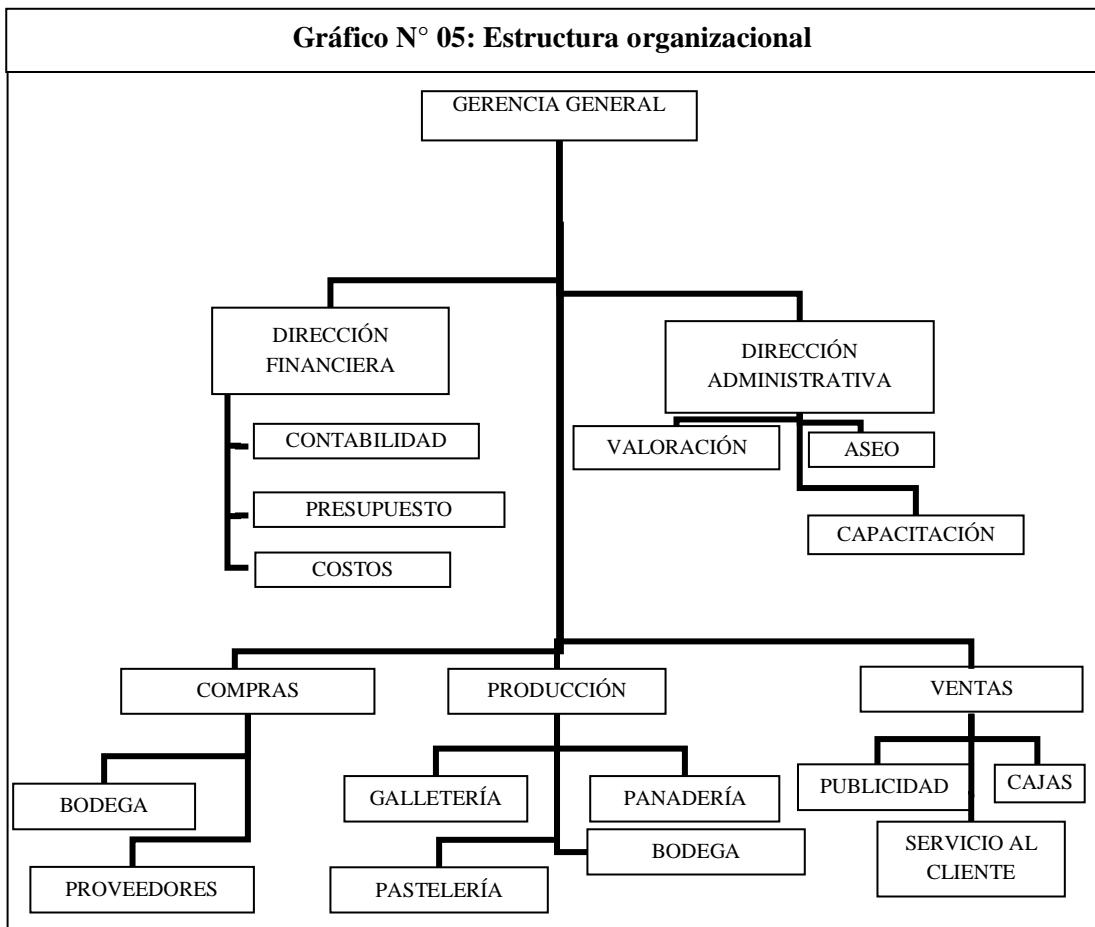 Gráfico N° 05: Estructura organizacional
GERENCIA GENERAL
DIRECCIÓN
FINANCIERA
DIRECCIÓN
ADMINISTRATIVA
CONTABILIDAD
PRESUPUESTO
COSTOS
VALORACIÓN
ASEO
CAPACITACIÓN
COMPRAS
PRODUCCIÓN
VENTAS
BODEGA
PROVEEDORES
GALLETERÍA
PANADERÍA
BODEGA
PASTELERÍA
PUBLICIDAD
CAJAS
SERVICIO AL
CLIENTE